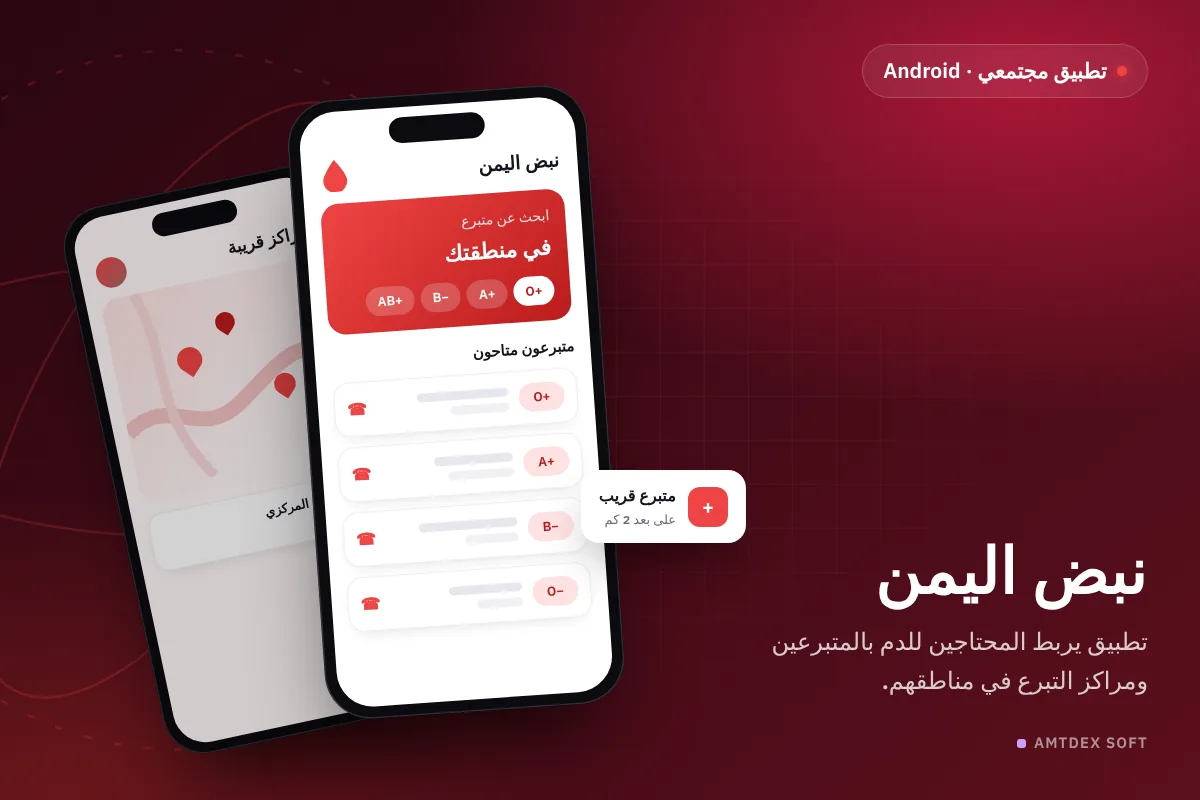 تطبيق مجتمعي · Android
نبض اليمن
ابحث عن متبرع
في منطقتك
O+
A+
B−
AB+
متبرعون متاحون
O+
A+
B−
O−
متبرع قريب
على بعد 2 كم
قريبة
المركزي
نبض اليمن
تطبيق يربط المحتاجين للدم بالمتبرعين
ومراكز التبرع في مناطقهم.
AMTDEX SOFT